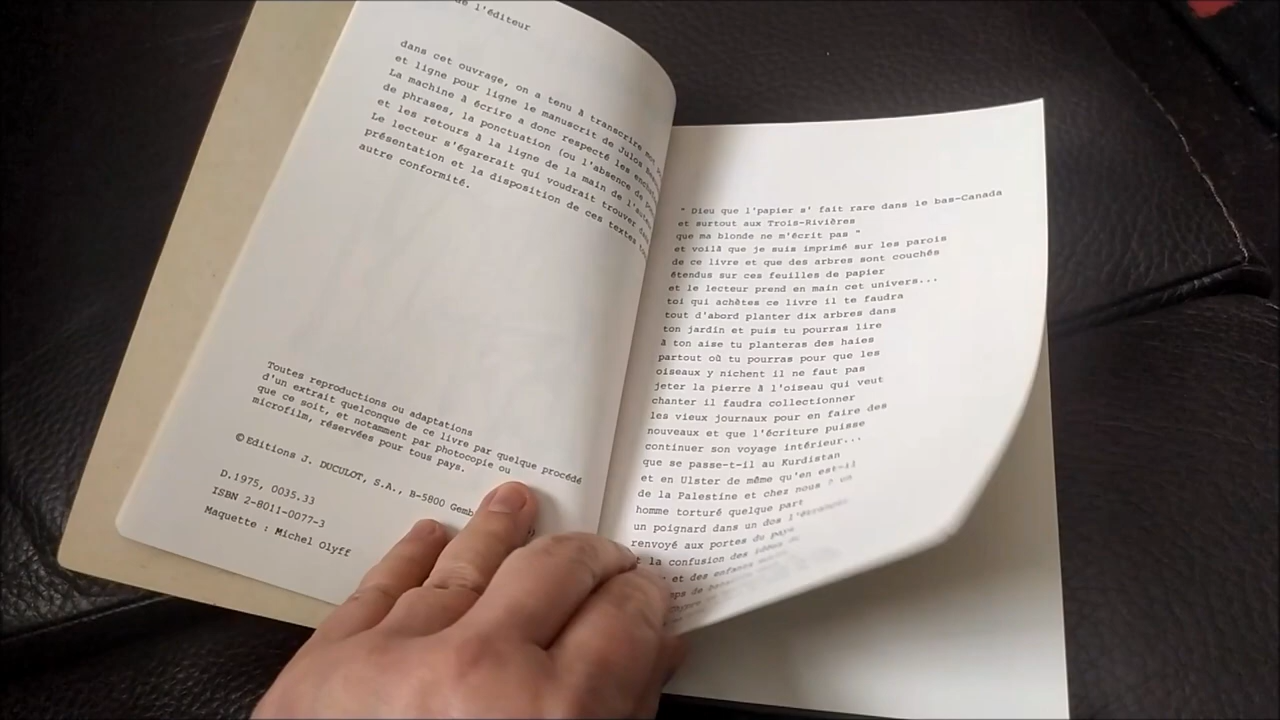 de l'éditeur
dans cet ouvrage, on a tenu à transcrire mot
et ligne pour ligne le manuscrit de Julos
La machine à écrire a donc respecté les
de phrases, la ponctuation (ou l'absence de
et les retours à la ligne de la main de l'auteur
Le lecteur s'égarerait qui voudrait trouver dans
présentation et la disposition de ces textes
autre conformité.
Toutes reproductions ou adaptations
d'un extrait quelconque de ce livre par quelque procédé
que ce soit, et notamment par photocopie ou
microfilm, réservées pour tous pays.
© Editions J. DUCULOT, S.A., B-5800
D.1975, 0035.33
ISBN 2-8011-0077-3
Maquette : Michel Olyff
" Dieu que l'papier s' fait rare dans le bas-Canada
et surtout aux Trois-Rivières
que ma blonde ne m'écrit pas "
et voilà que je suis imprimé sur les parois
de ce livre et que des arbres sont couchés
étendus sur ces feuilles de papier
et le lecteur prend en main cet univers...
toi qui achètes ce livre il te faudra
tout d'abord planter dix arbres dans
ton jardin et puis tu pourras lire
à ton aise tu planteras des haies
partout où tu pourras pour que les
oiseaux y nichent il ne faut pas
jeter la pierre à l'oiseau qui veut
chanter il faudra collectionner
les vieux journaux pour en faire des
nouveaux et que l'écriture puisse
continuer son voyage intérieur...
que se passe-t-il au Kurdistan
et en Ulster de même qu'en est-il
de la Palestine et chez nous ? un
homme torturé quelque part
un poignard dans un dos l'étranger
renvoyé aux portes du pays
la confusion des idées
et des enfants